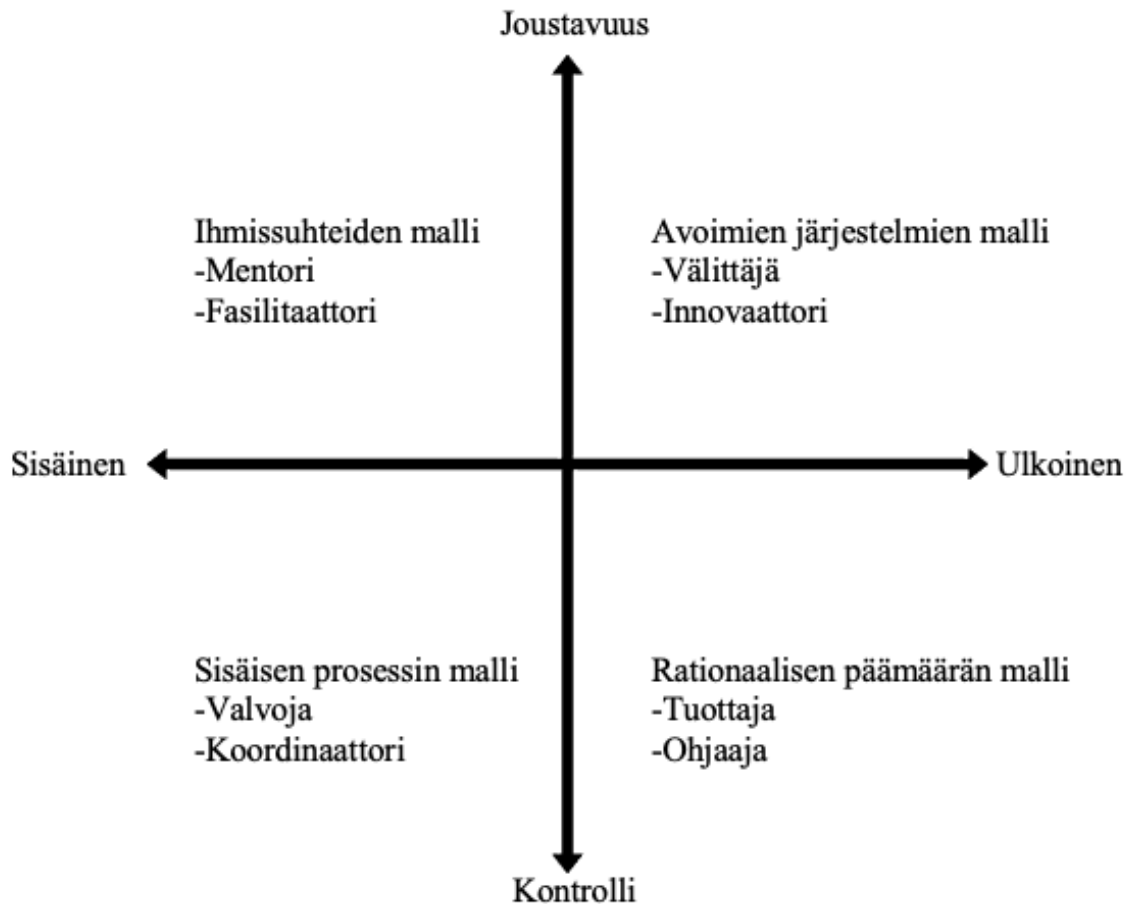 Joustavuus
Ihmissuhteiden malli
-Mentori
-Fasilitaattori
Avoimien järjestelmien malli
-Välittäjä
-Innovaattori
Sisäinen
Ulkoinen
Sisäisen prosessin malli
-Valvoja
-Koordinaattori
Rationaalisen päämäärän malli
-Tuottaja
-Ohjaaja
Kontrolli